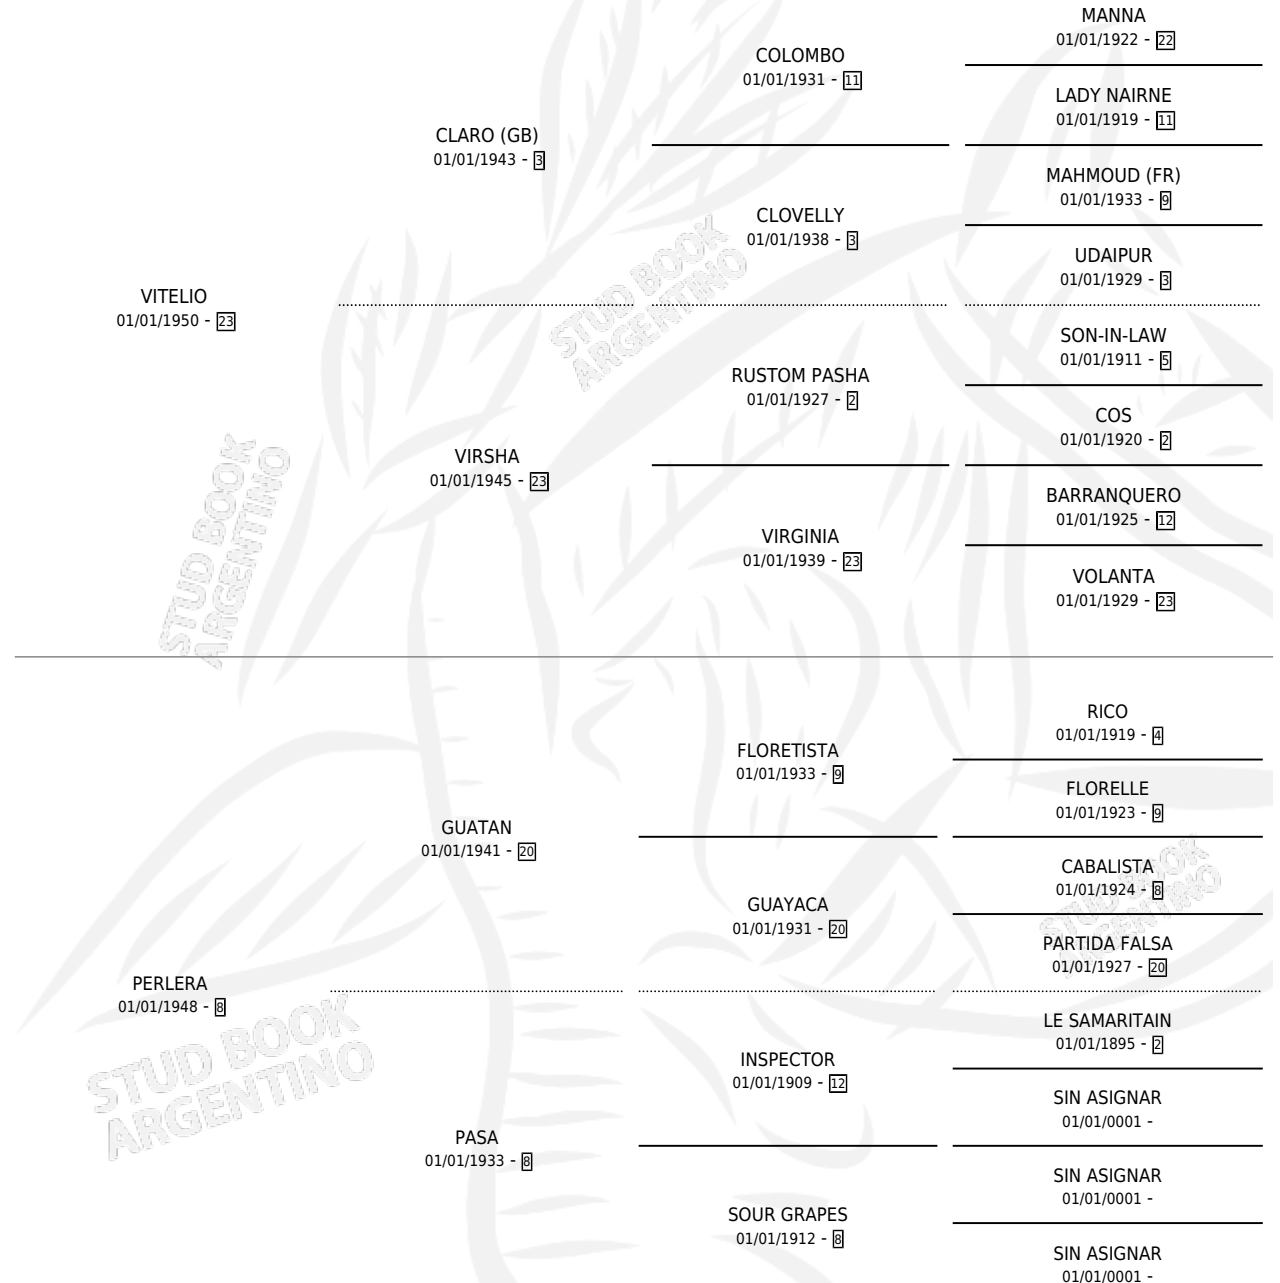 MANNA
01/01/1922 - 22
COLOMBO
01/01/1931 - 11
LADY NAIRNE
01/01/1919 - 11
CLARO (GB)
01/01/1943 - 3
MAHMOUD (FR)
01/01/1933 - 9
CLOVELLY
01/01/1938 - 3
UDAIPUR
01/01/1929 - 3
VITELIO
01/01/1950 - 23
SON-IN-LAW
01/01/1911 - 5
RUSTOM PASHA
01/01/1927 - 2
COS
01/01/1920 - 2
VIRSHA
01/01/1945 - 23
BARRANQUERO
01/01/1925 - 12
VIRGINIA
01/01/1939 - 23
VOLANTA
01/01/1929 - 23
RICO
01/01/1919 - 4
FLORETISTA
01/01/1933 - 9
FLORELLE
01/01/1923 - 9
GUATAN
01/01/1941 - 20
CABALISTA
01/01/1924 - 8
GUAYACA
01/01/1931 - 20
PARTIDA FALSA
01/01/1927 - 20
PERLERA
01/01/1948 - 8
LE SAMARITAIN
01/01/1895 - 2
INSPECTOR
01/01/1909 - 12
SIN ASIGNAR
01/01/0001 -
PASA
01/01/1933 - 8
SIN ASIGNAR
01/01/0001 -
SOUR GRAPES
01/01/1912 - 8
SIN ASIGNAR
01/01/0001 -
STUD BOOK
ARGENTINO
STUD BOOK
ARGENTINO
STUD BOOK
ARGENTINO
STUD BOOK
ARGENTINO